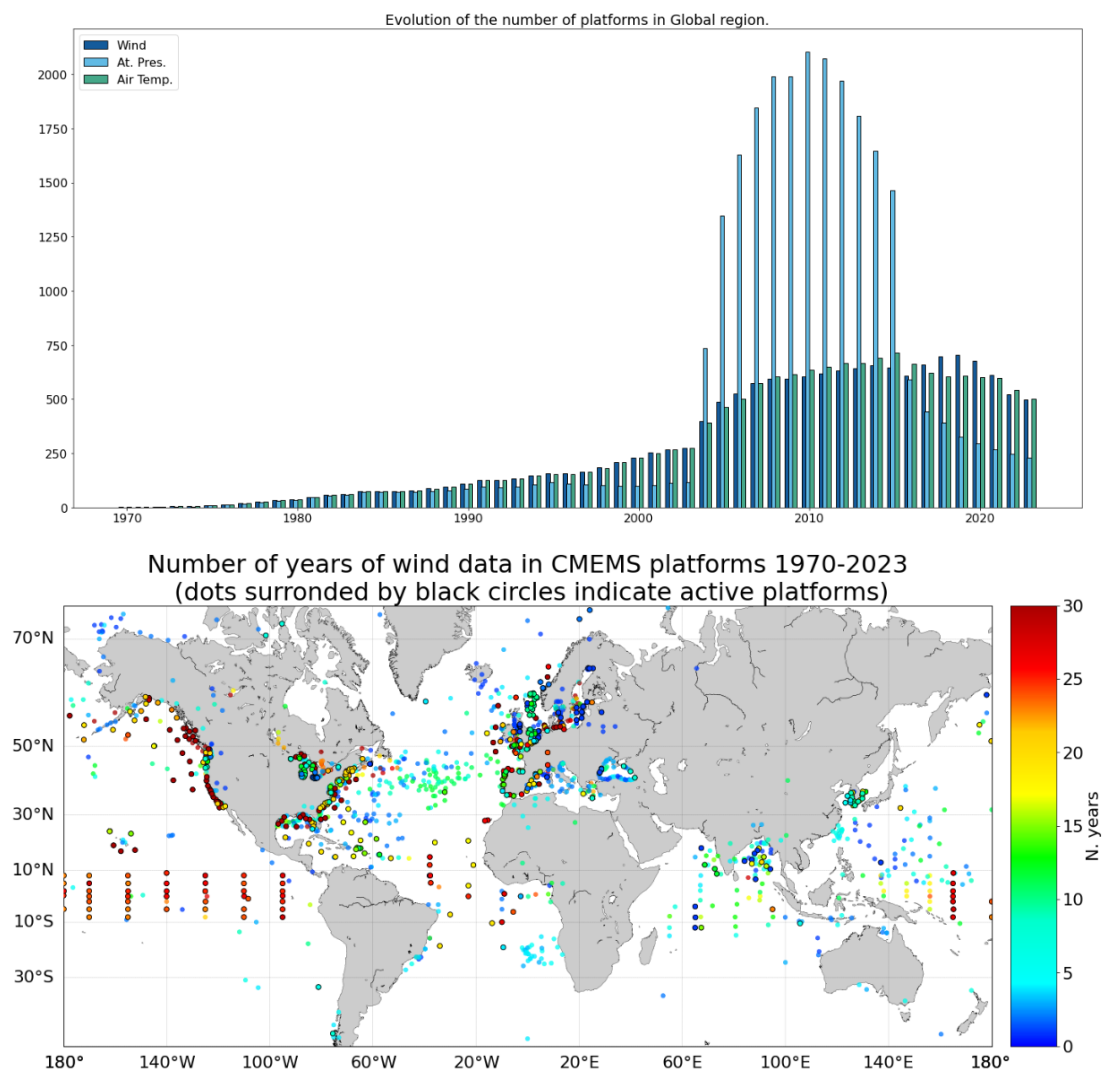 Evolution of the number of platforms in Global region.
Wind
At. Pres.
Air Temp.
2000
1750
1500
1250
1000
750
500
250
0
1970 1980 1990 2000 2010 2020
Number of years of wind data in CMEMS platforms 1970-2023
(dots surronded by black circles indicate active platforms)
70°N
50°N
30°N
10°N
10°S
30°S
180° 140°W 100°W 60°W 20°W 20°E 60°E 100°E 140°E 180°
30
25
20
15
10
5
0
N. years